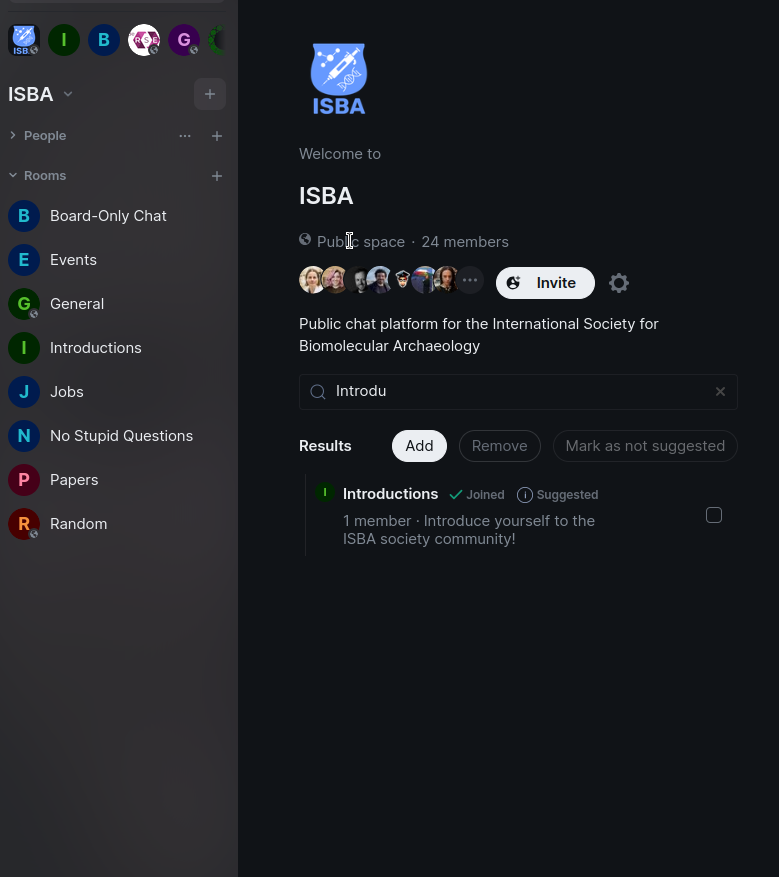 ISBA
I
B
RSE
G
ISBA
People
Rooms
B Board-Only Chat
E Events
G General
I Introductions
J Jobs
N No Stupid Questions
P Papers
R Random
ISBA
Welcome to
ISBA
Public space · 24 members
Invite
Public chat platform for the International Society for
Biomolecular Archaeology
Introdu
Results Add Remove Mark as not suggested
I Introductions Joined Suggested
1 member · Introduce yourself to the
ISBA society community!